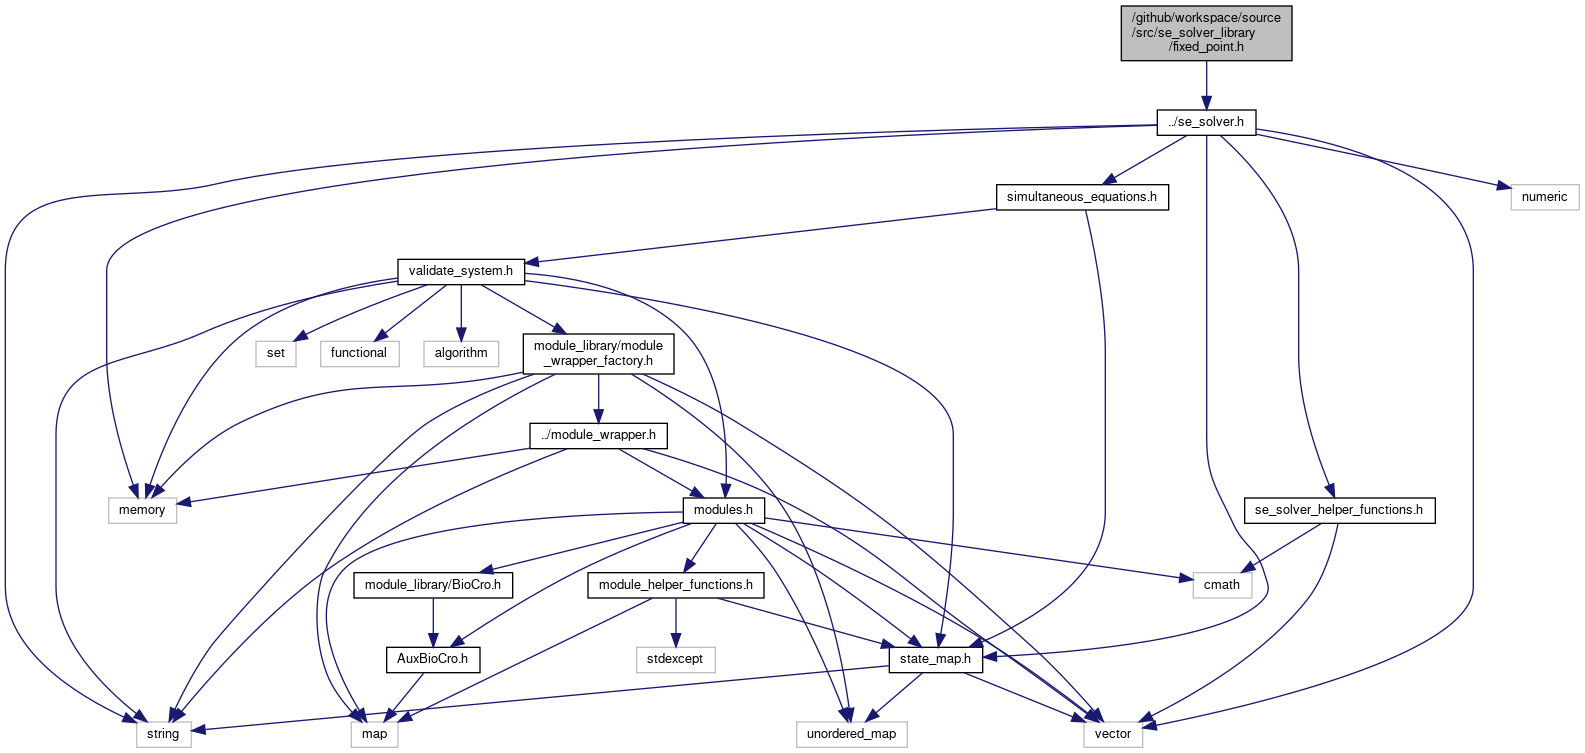 /github/workspace/source
/src/se_solver_library
/fixed_point.h
../se_solver.h
simultaneous_equations.h
numeric
validate_system.h
set
functional
algorithm
module_library/module
_wrapper_factory.h
../module_wrapper.h
memory
modules.h
se_solver_helper_functions.h
module_library/BioCro.h
module_helper_functions.h
cmath
AuxBioCro.h
stdexcept
state_map.h
string
map
unordered_map
vector